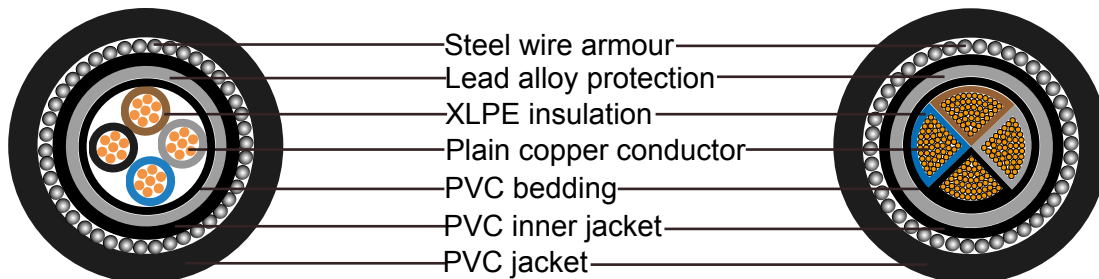 Steel wire armour
Lead alloy protection
XLPE insulation
Plain copper conductor
PVC bedding
PVC inner jacket
PVC jacket